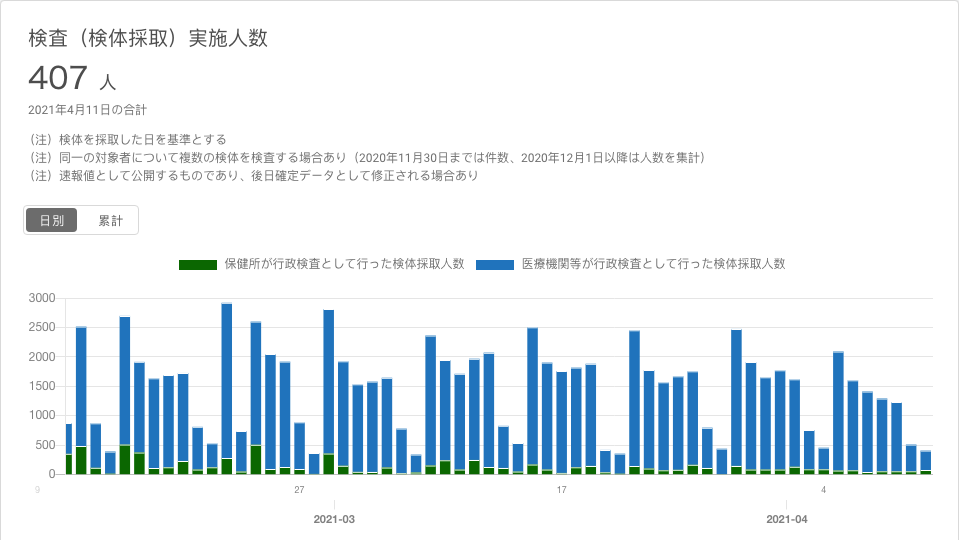 検査（検体採取）実施人数
407 人
2021年4月11日の合計
（注）検体を採取した日を基準とする
（注）同一の対象者について複数の検体を検査する場合あり（2020年11月30日までは件数、2020年12月1日以降は人数を集計）
（注）速報値として公開するものであり、後日確定データとして修正される場合あり
日別 累計
保健所が行政検査として行った検体採取人数 医療機関等が行政検査として行った検体採取人数
3000
2500
2000
1500
1000
500
0
9 27 17 4
2021-03 2021-04